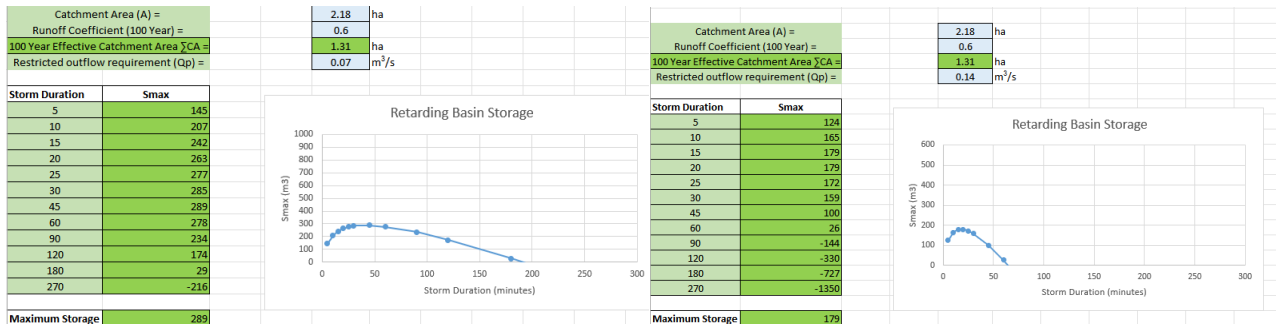 Catchment Area (A) = 2.18 ha
Runoff Coefficient (100 Year) = 0.6
100 Year Effective Catchment Area ∑CA = 1.31 ha
Restricted outflow requirement (Qp) = 0.07 m³/s
Storm Duration Smax
5 145
10 207
15 242
20 263
25 277
30 285
45 289
60 278
90 234
120 174
180 29
270 -216
Maximum Storage 289
Retarding Basin Storage
Smax (m3)
1000
900
800
700
600
500
400
300
200
100
0
0 50 100 150 200 250 300
Storm Duration (minutes)
Catchment Area (A) = 2.18 ha
Runoff Coefficient (100 Year) = 0.6
100 Year Effective Catchment Area ∑CA = 1.31 ha
Restricted outflow requirement (Qp) = 0.14 m³/s
Storm Duration Smax
5 124
10 165
15 179
20 179
25 172
30 159
45 100
60 26
90 -144
120 -330
180 -727
270 -1350
Maximum Storage 179
Retarding Basin Storage
Smax (m3)
600
500
400
300
200
100
0
0 50 100 150 200 250 300
Storm Duration (minutes)